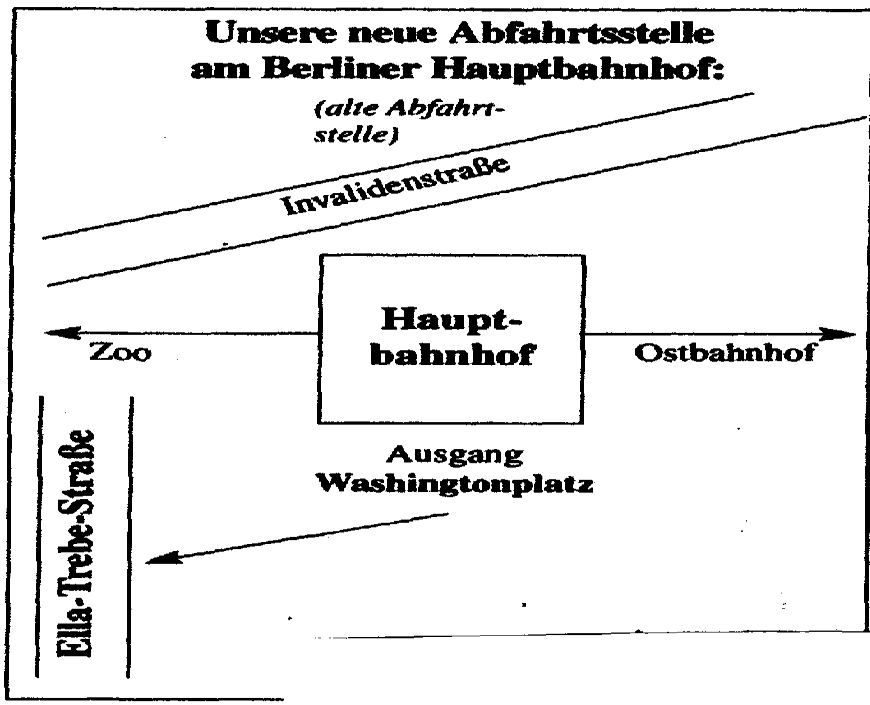 Unsere neue Abfahrtsstelle
am Berliner Hauptbahnhof:
(alte Abfahrt-
stelle)
Invalidenstraße
Haupt-
bahnhof
Zoo
Ostbahnhof
Ausgang
Washingtonplatz
Ella-Trebe-Straße